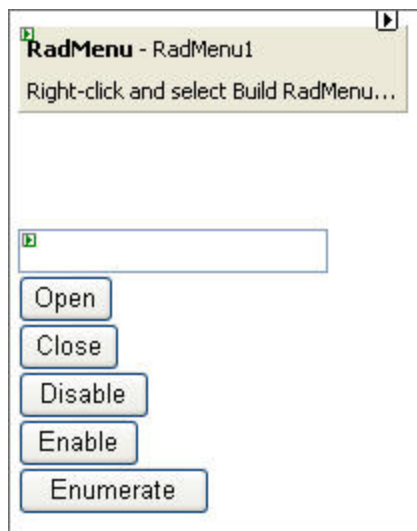 RadMenu - RadMenu1
Right-click and select Build RadMenu...
Open
Close
Disable
Enable
Enumerate